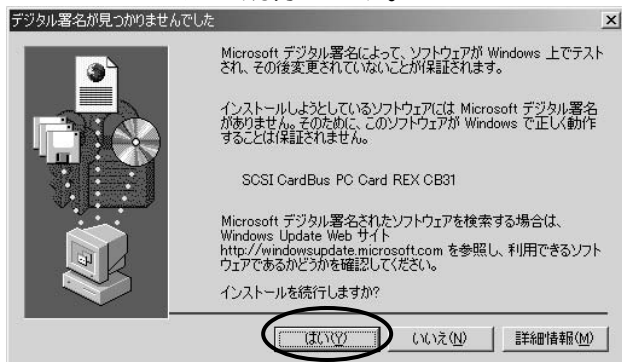 デジタル署名が見つかりませんでした
Microsoft デジタル署名によって、ソフトウェアが Windows 上でテスト
され、その後変更されていないことが保証されます。
インストールしようとしているソフトウェアには Microsoft デジタル署名
がありません。そのために、このソフトウェアが Windows で正しく動作
することは保証されません。
SCSI CardBus PC Card REX CB31
Microsoft デジタル署名されたソフトウェアを検索する場合は、
Windows Update Web サイト
http://windowsupdate.microsoft.com を参照し、利用できるソフト
ウェアであるかどうかを確認してください。
インストールを続行しますか?
はい(Y) いいえ(N) 詳細情報(M)